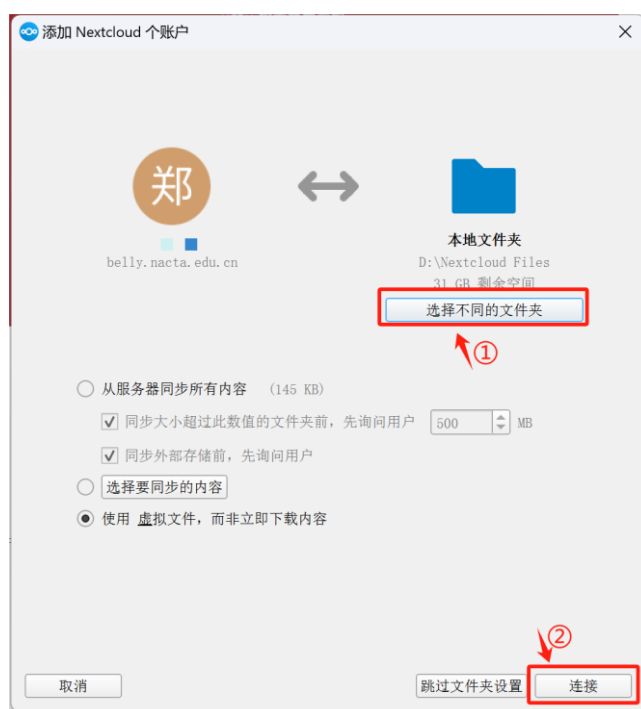 添加 Nextcloud 个账户
郑
belly.nacta.edu.cn
本地文件夹
D:\Nextcloud Files
31 GB 剩余空间
选择不同的文件夹
①
从服务器同步所有内容 (145 KB)
同步大小超过此数值的文件夹前，先询问用户 500 MB
同步外部存储前，先询问用户
选择要同步的内容
使用 虚拟文件，而非立即下载内容
②
取消 跳过文件夹设置 连接